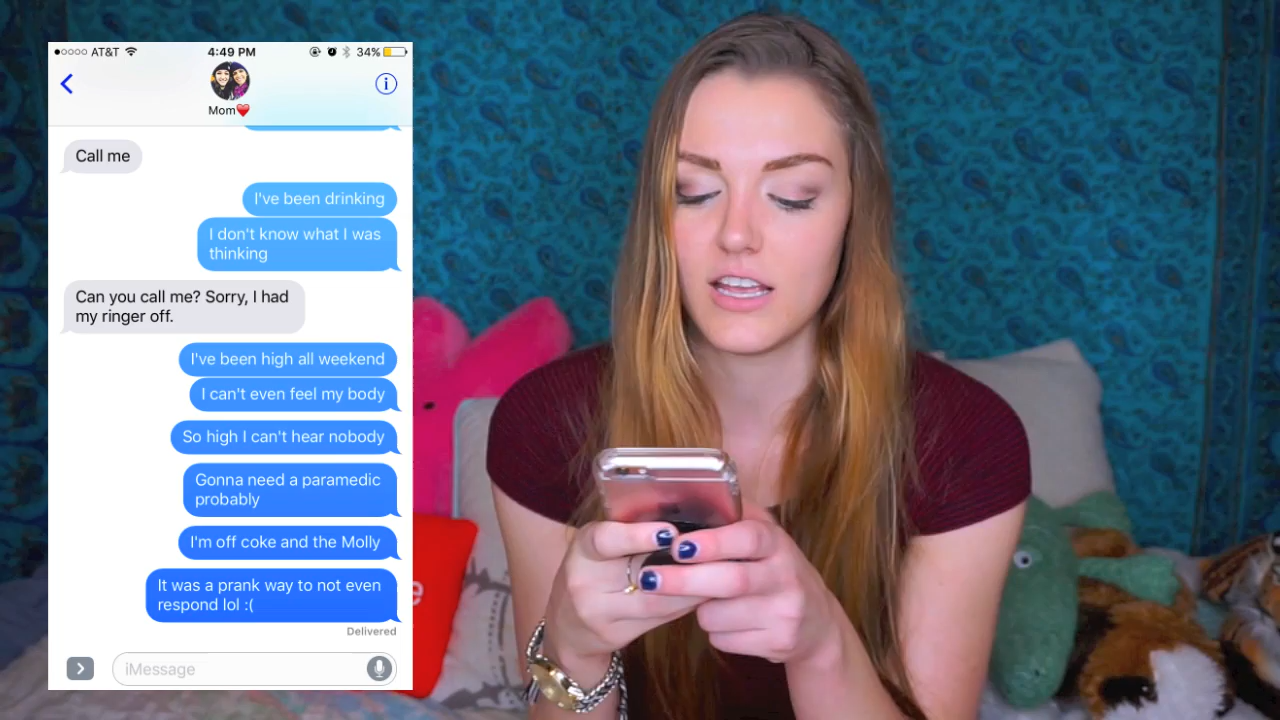 AT&T
4:49 PM
34%
Mom❤️
Call me
I've been drinking
I don't know what I was
thinking
Can you call me? Sorry, I had
my ringer off.
I've been high all weekend
I can't even feel my body
So high I can't hear nobody
Gonna need a paramedic
probably
I'm off coke and the Molly
It was a prank way to not even
respond lol :(
Delivered
iMessage